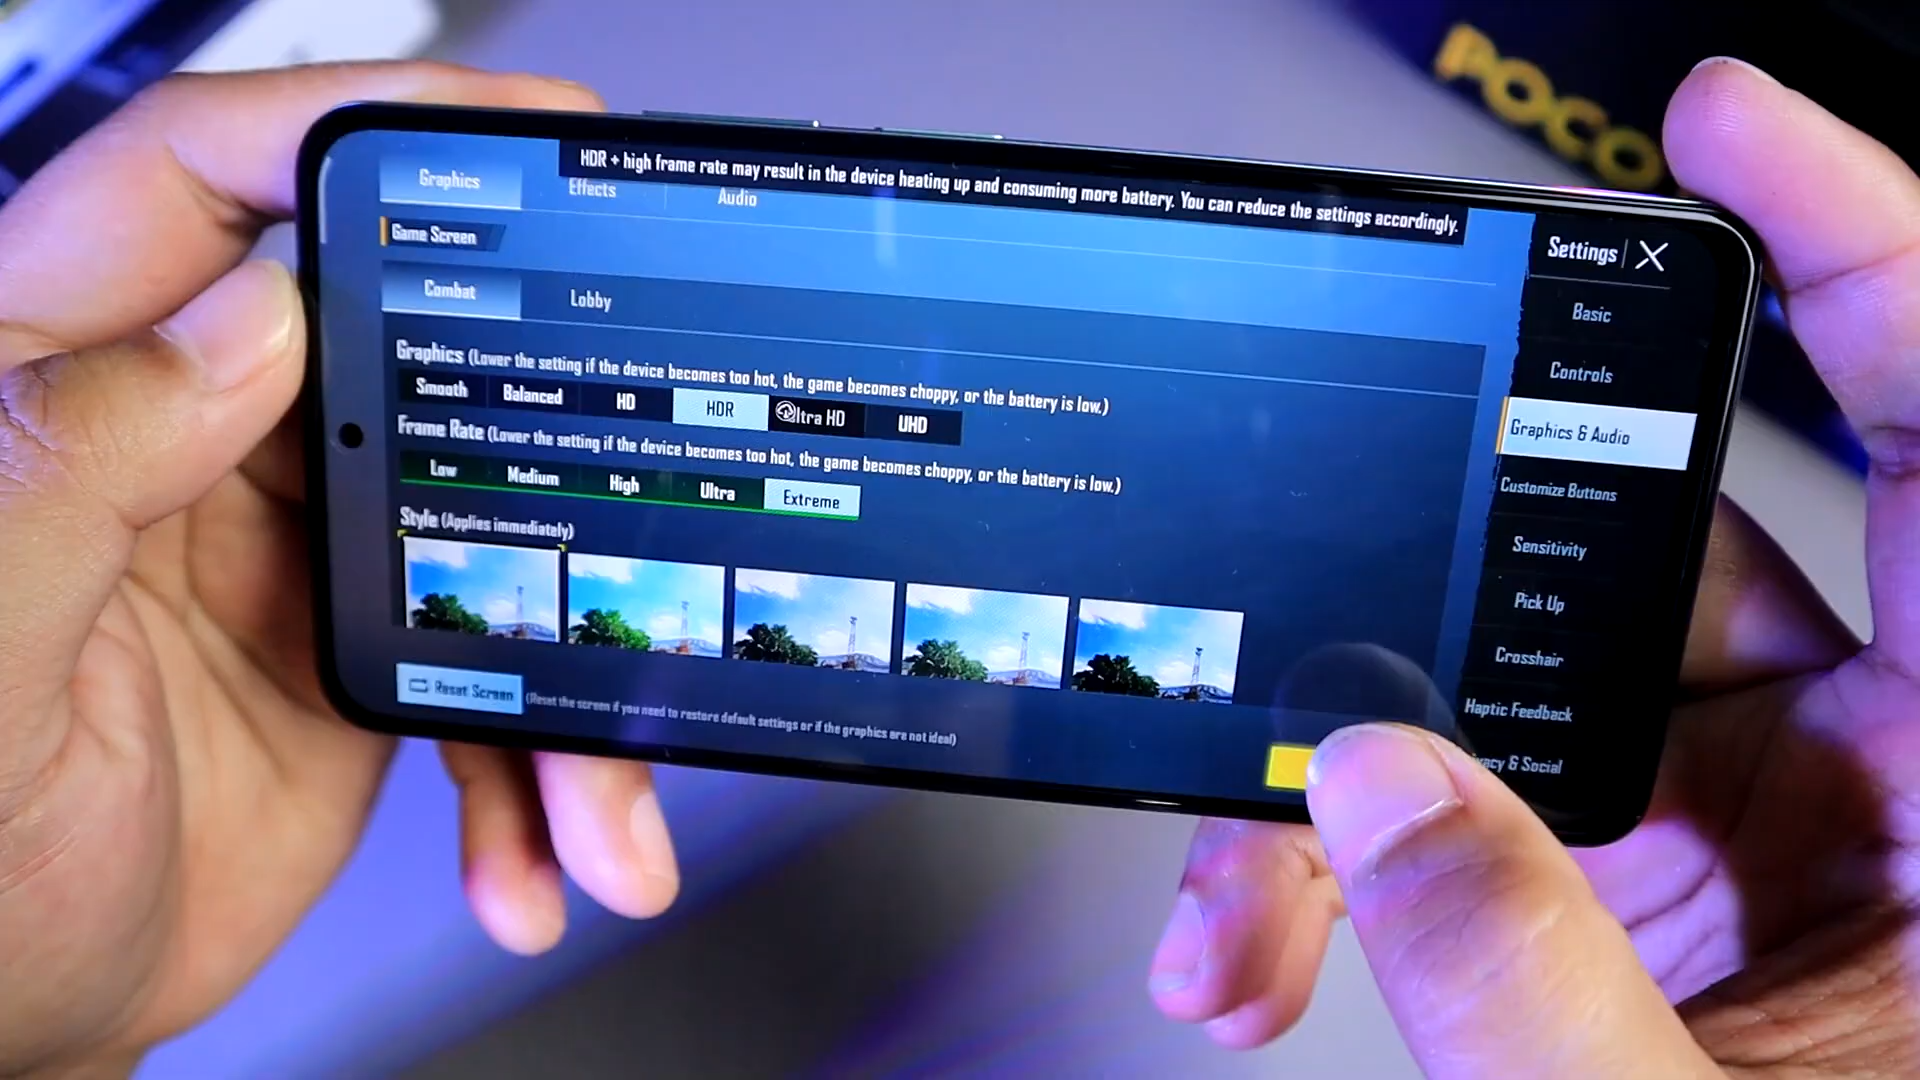 POCO
HDR + high frame rate may result in the device heating up and consuming more battery. You can reduce the settings accordingly.
Graphics
Effects
Audio
Settings
Game Screen
Combat
Lobby
Graphics (Lower the setting if the device becomes too hot, the game becomes choppy, or the battery is low.)
Smooth
Balanced
HD
HDR
ltra HD
UHD
Frame Rate (Lower the setting if the device becomes too hot, the game becomes choppy, or the battery is low.)
Low
Medium
High
Ultra
Extreme
Style (Applies immediately)
Reset Screen
(Reset the screen if you need to restore default settings or if the graphics are not ideal)
Basic
Controls
Graphics & Audio
Customize Buttons
Sensitivity
Pick Up
Crosshair
Haptic Feedback
acy & Social